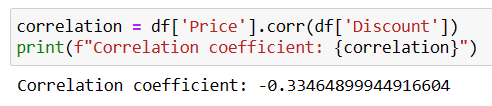 correlation = df['Price'].corr(df['Discount'])
print(f"Correlation coefficient: {correlation}")
Correlation coefficient: -0.33464899944916604